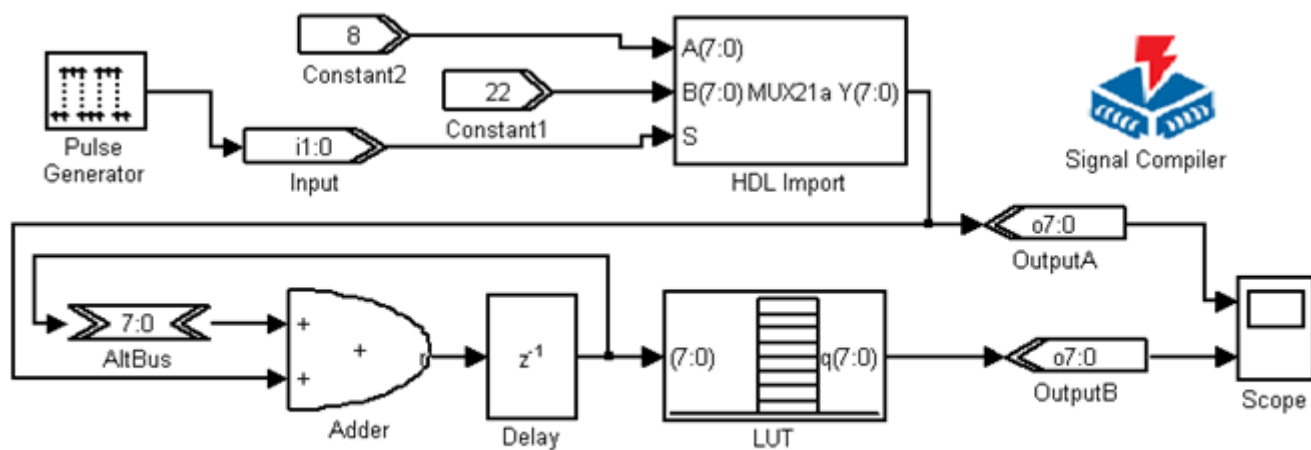 8
Constant2
22
Constant1
Pulse
Generator
i1:0
Input
A(7:0)
B(7:0) MUX21a Y(7:0)
S
HDL Import
Signal Compiler
o7:0
OutputA
7:0
AltBus
+
+
+
r
Adder
z-1
Delay
(7:0)
q(7:0)
LUT
o7:0
OutputB
Scope